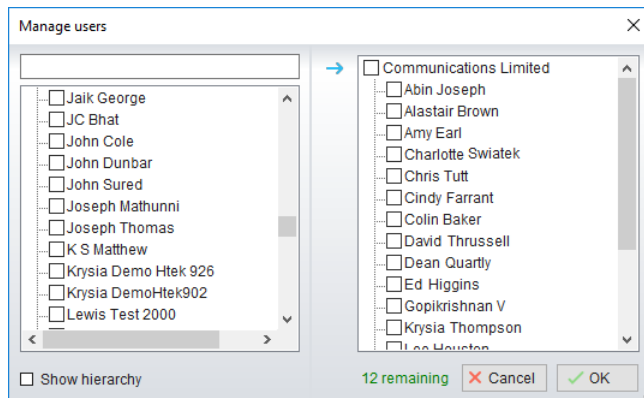 Manage users
Jaik George
JC Bhat
John Cole
John Dunbar
John Sured
Joseph Mathunni
Joseph Thomas
K S Matthew
Krysia Demo Htek 926
Krysia DemoHtek902
Lewis Test 2000
Show hierarchy
Communications Limited
Abin Joseph
Alastair Brown
Amy Earl
Charlotte Swiatek
Chris Tutt
Cindy Farrant
Colin Baker
David Thrussell
Dean Quartly
Ed Higgins
Gopikrishnan V
Krysia Thompson
Lee Houston
12 remaining
Cancel
OK